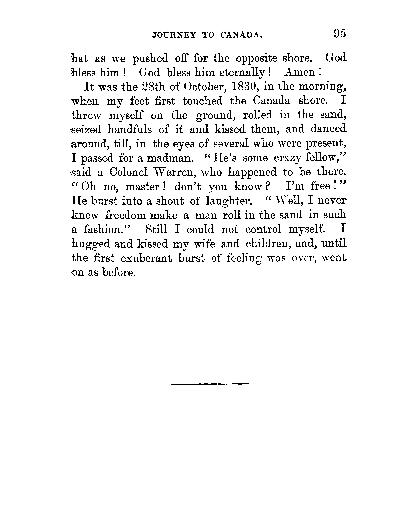 JOURNEY TO CANADA. 95
hat as we pushed off for the opposite shore. God
bless him! God bless him eternally! Amen!
It was the 28th of October, 1830, in the morning,
when my feet first touched the Canada shore. I
threw myself on the ground, rolled in the sand,
seized handfuls of it and kissed them, and danced
around, till, in the eyes of several who were present,
I passed for a madman. "He's some crazy fellow,"
said a Colonel Warren, who happened to be there.
"Oh no, master! don't you know? I'm free!"
He burst into a shout of laughter. "Well, I never
knew freedom make a man roll in the sand in such
a fashion." Still I could not control myself. I
hugged and kissed my wife and children, and, until
the first exuberant burst of feeling was over, went
on as before.